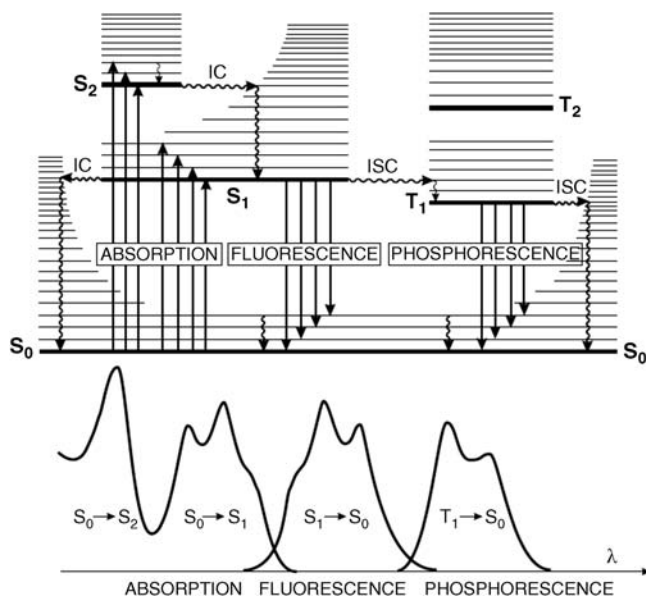 S2
IC
T2
IC
ISC
ISC
S1
T1
ABSORPTION
FLUORESCENCE
PHOSPHORESCENCE
S0
S0
S0→S2
S0→S1
S1→S0
T1→S0
λ
ABSORPTION FLUORESCENCE PHOSPHORESCENCE